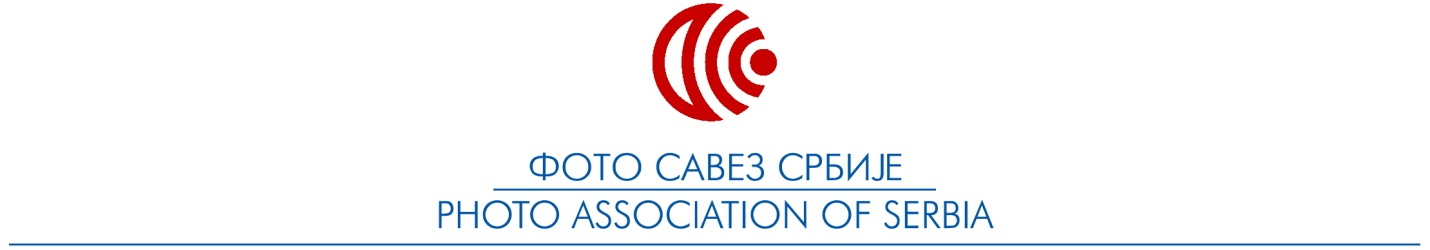 ФОТО САВЕЗ СРБИЈЕ
PHOTO ASSOCIATION OF SERBIA